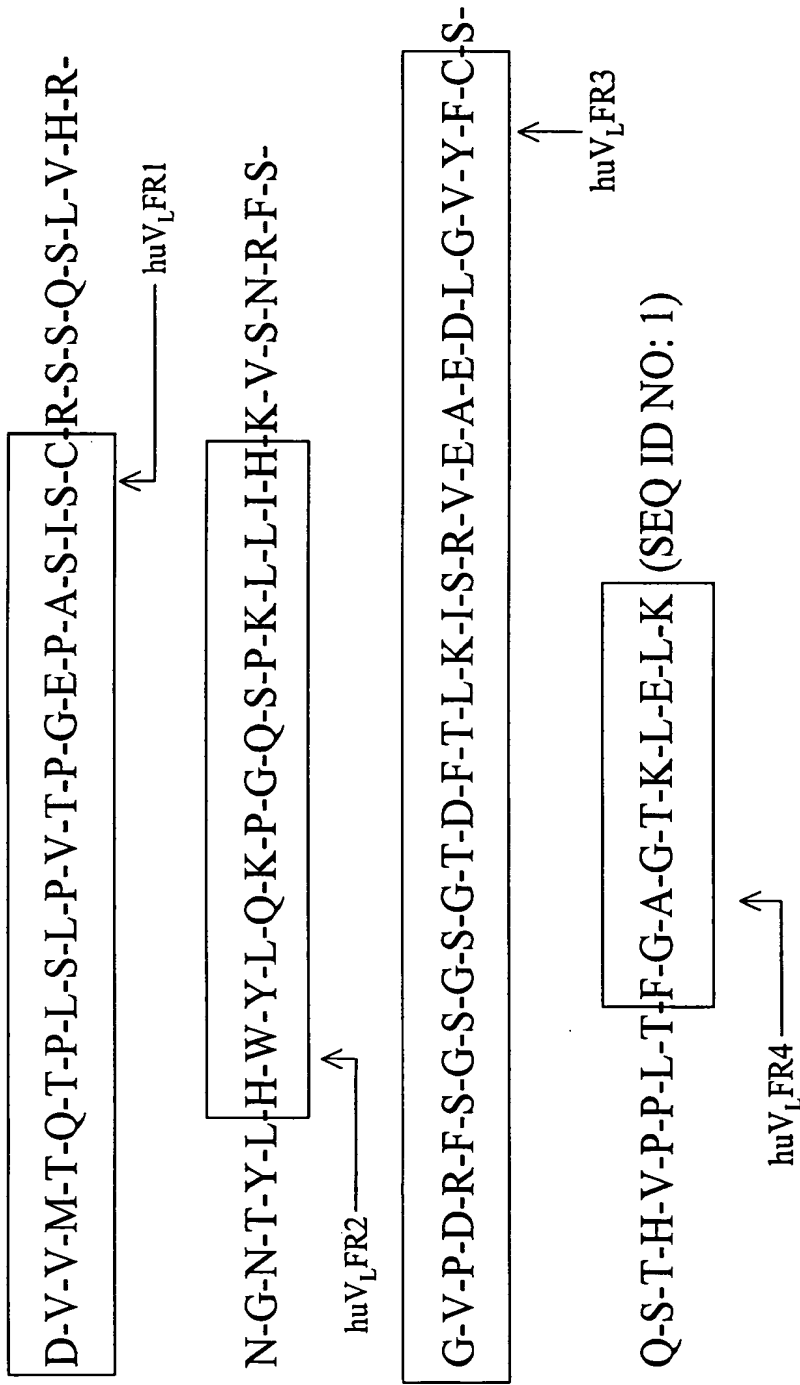 D-V-V-M-T-Q-T-P-L-S-L-P-V-T-P-G-E-P-A-S-I-S-C-R-S-S-Q-S-L-V-H-R-
huVLFR1
N-G-N-T-Y-L-H-W-Y-L-Q-K-P-G-Q-S-P-K-L-L-I-H-K-V-S-N-R-F-S-
huVLFR2
G-V-P-D-R-F-S-G-S-G-S-G-T-D-F-T-L-K-I-S-R-V-E-A-E-D-L-G-V-Y-F-C-S-
huVLFR3
Q-S-T-H-V-P-P-L-T-F-G-A-G-T-K-L-E-L-K (SEQ ID NO: 1)
huVLFR4